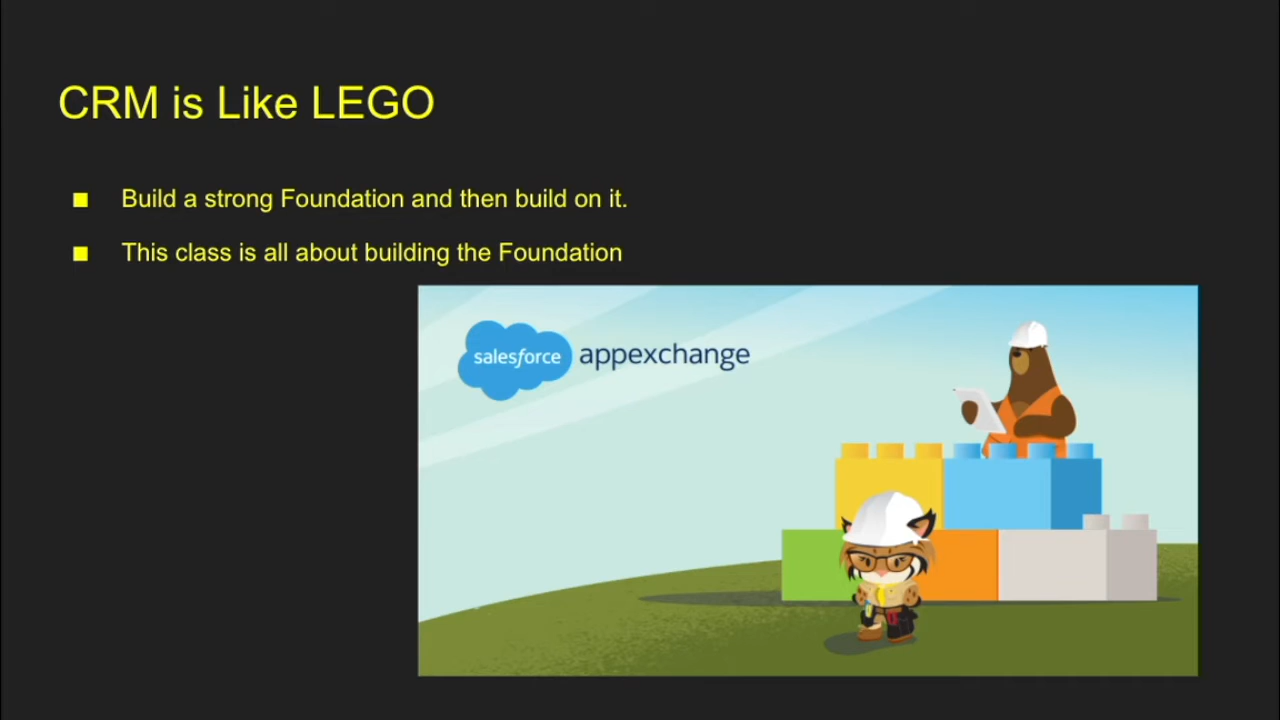 CRM is Like LEGO
■ Build a strong Foundation and then build on it.
■ This class is all about building the Foundation
salesforce appexchange